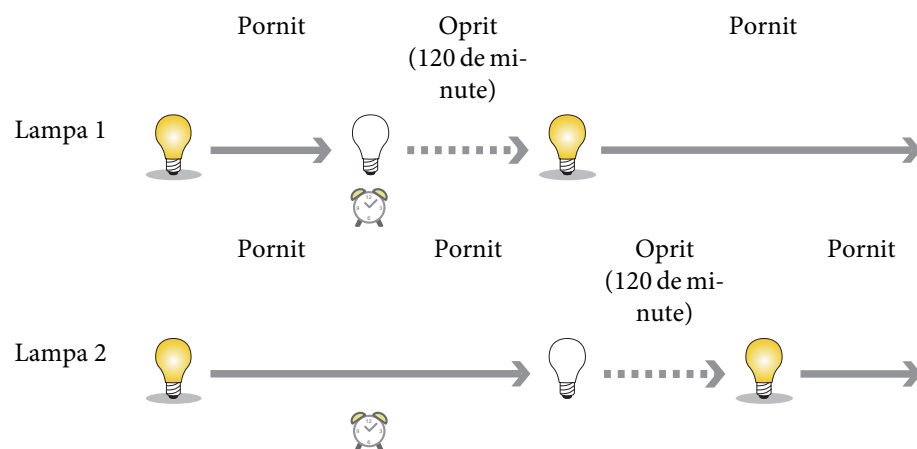 Pornit Oprit Pornit
(120 de mi-
nute)
Lampa 1
Pornit Pornit Oprit Pornit
(120 de mi-
nute)
Lampa 2